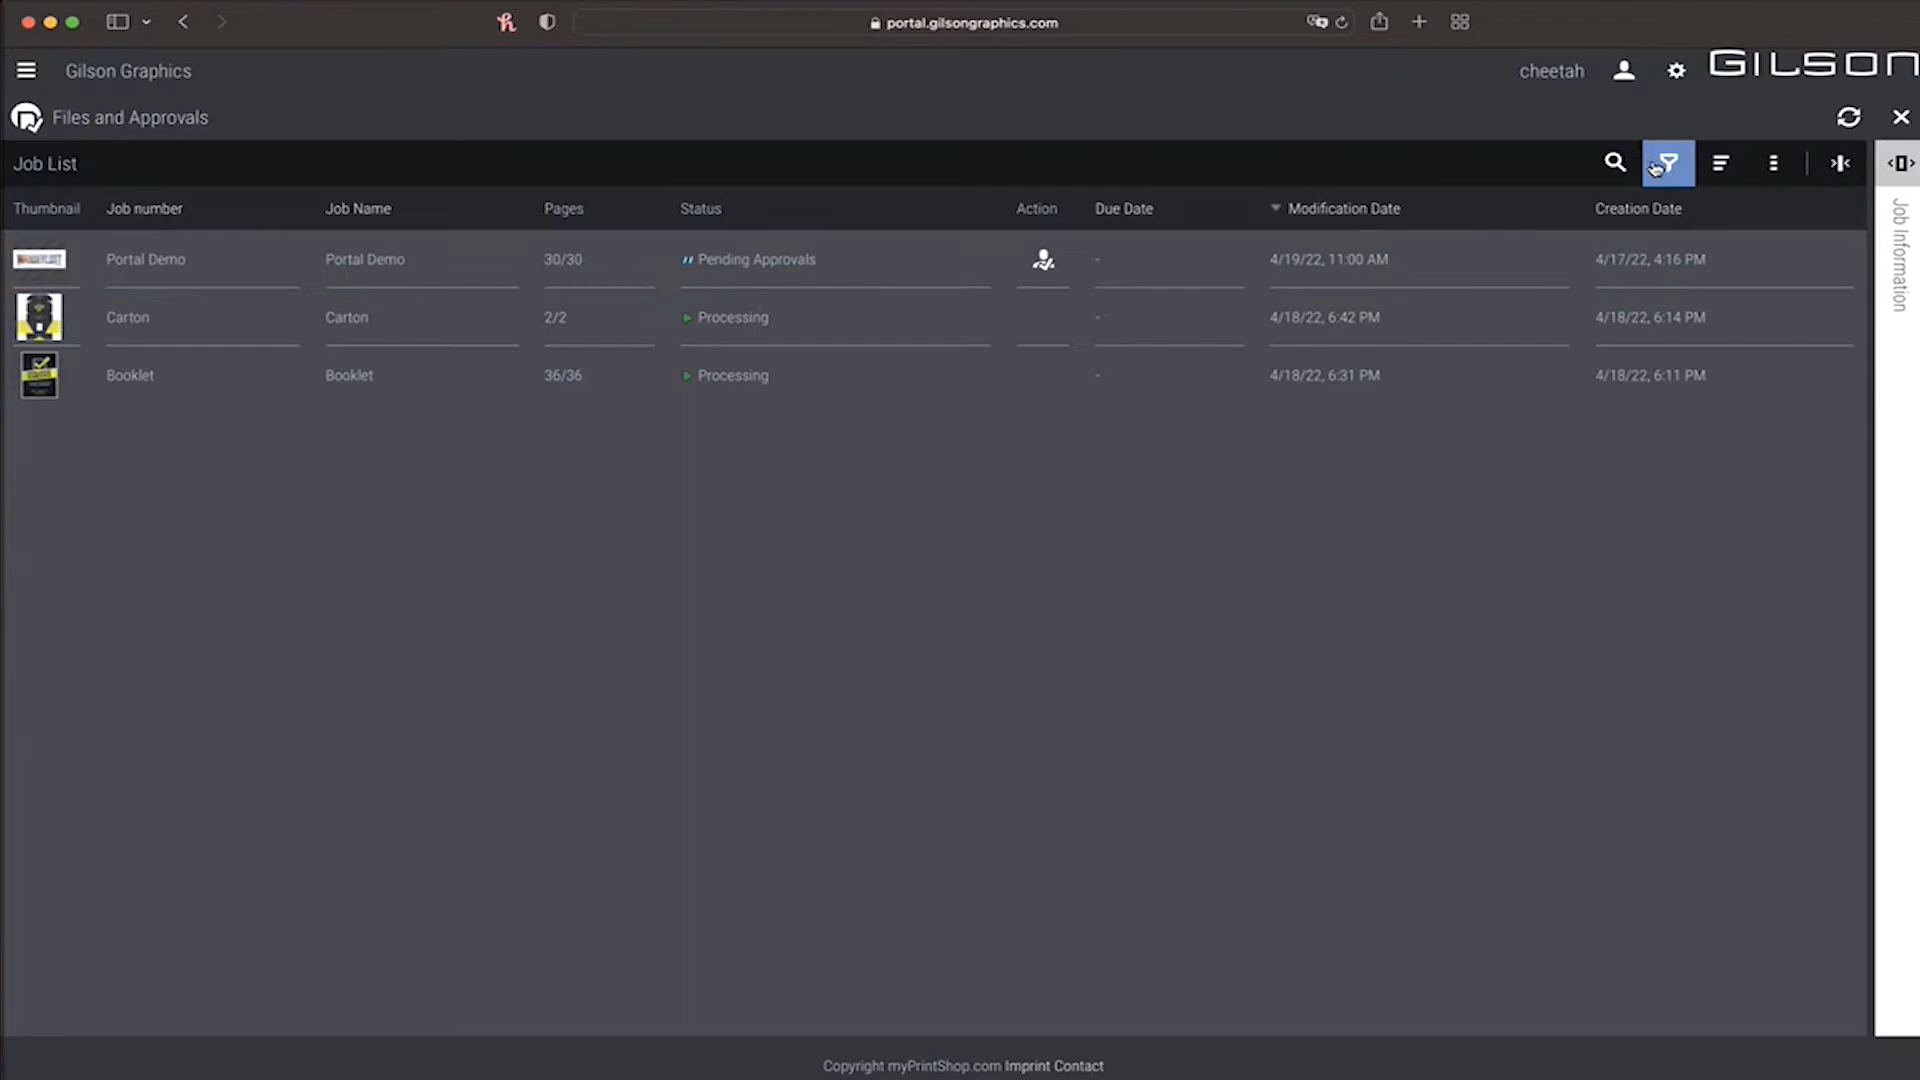 portal.gilsongraphics.com
Gilson Graphics
cheetah
GILSON
Files and Approvals
Job List
Thumbnail Job number Job Name Pages Status Action Due Date Modification Date Creation Date
Portal Demo Portal Demo 30/30 Pending Approvals - 4/19/22, 11:00 AM 4/17/22, 4:16 PM
Carton Carton 2/2 Processing - 4/18/22, 6:42 PM 4/18/22, 6:14 PM
Booklet Booklet 36/36 Processing - 4/18/22, 6:31 PM 4/18/22, 6:11 PM
Job Information
Copyright myPrintShop.com Imprint Contact